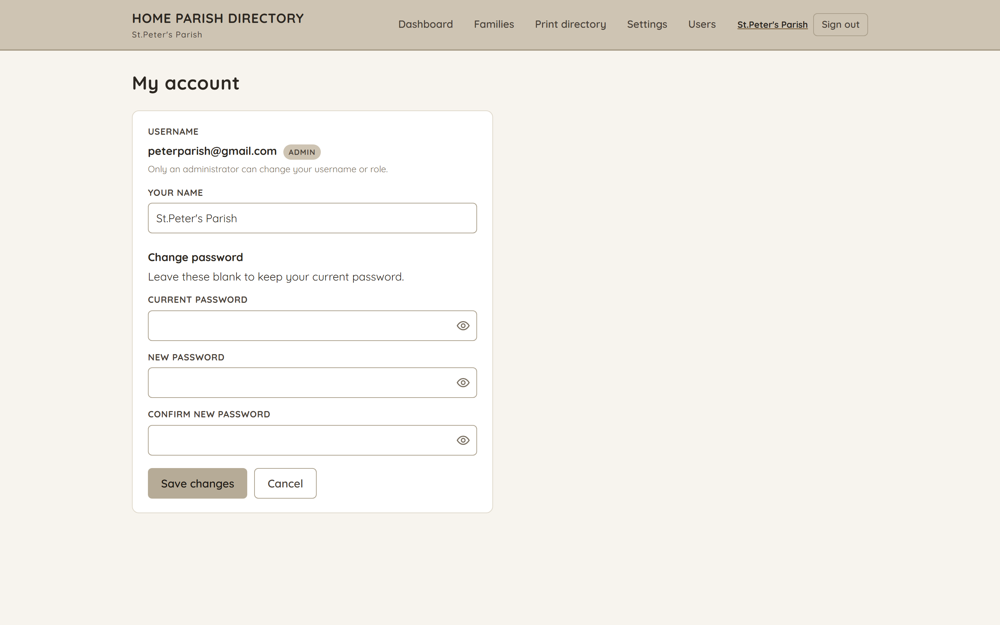 HOME PARISH DIRECTORY
St.Peter's Parish
Dashboard Families Print directory Settings Users St.Peter's Parish Sign out
My account
USERNAME
peterparish@gmail.com ADMIN
Only an administrator can change your username or role.
YOUR NAME
St.Peter's Parish
Change password
Leave these blank to keep your current password.
CURRENT PASSWORD
NEW PASSWORD
CONFIRM NEW PASSWORD
Save changes Cancel